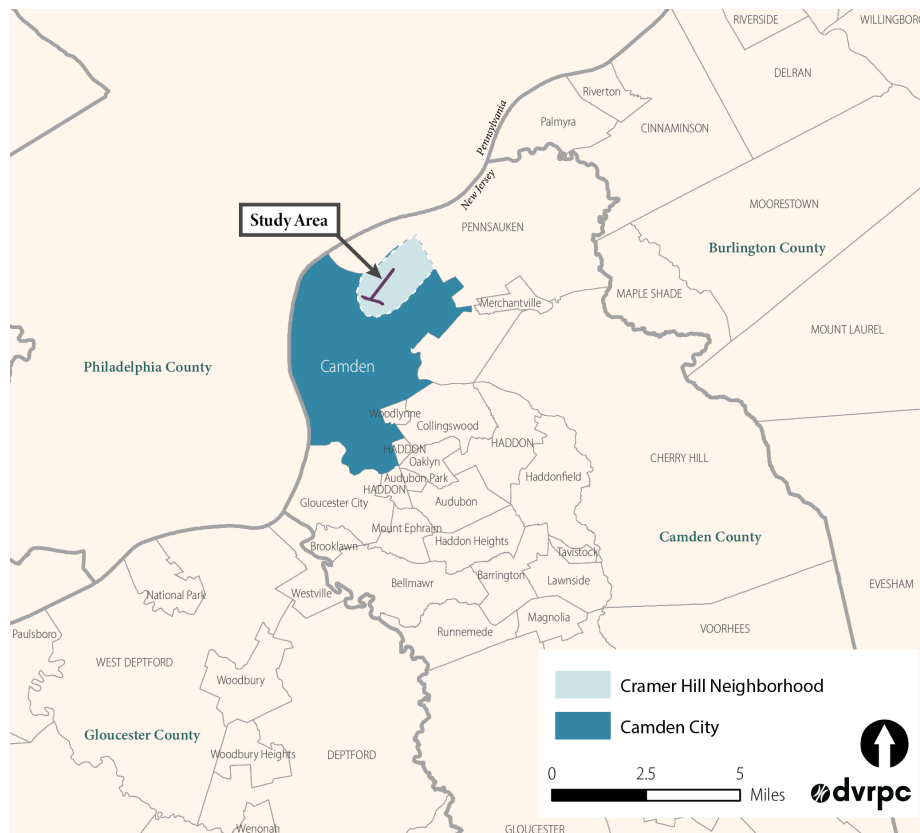 RIVERSIDE
WILLINGBORO
DELRAN
Riverton
Palmyra
CINNAMINSON
Pennsylvania
New Jersey
MOORESTOWN
Study Area
PENNSAUKEN
Burlington County
MAPLE SHADE
Merchantville
MOUNT LAUREL
Philadelphia County
Camden
Woodlynne
Collingswood
HADDON
HADDON
CHERRY HILL
Oaklyn
Audubon Park
Haddonfield
HADDON
Gloucester City
Audubon
Mount Ephraim
Haddon Heights
Camden County
Brooklawn
Tavistock
Barrington
Bellmawr
Lawnside
EVESHAM
National Park
Westville
Magnolia
Paulsboro
Runnemede
VOORHEES
WEST DEPTFORD
Woodbury
Cramer Hill Neighborhood
Camden City
Gloucester County
Woodbury Heights
DEPTFORD
0 2.5 5
Miles
dvrpc
Wenonah
GLOUCESTER